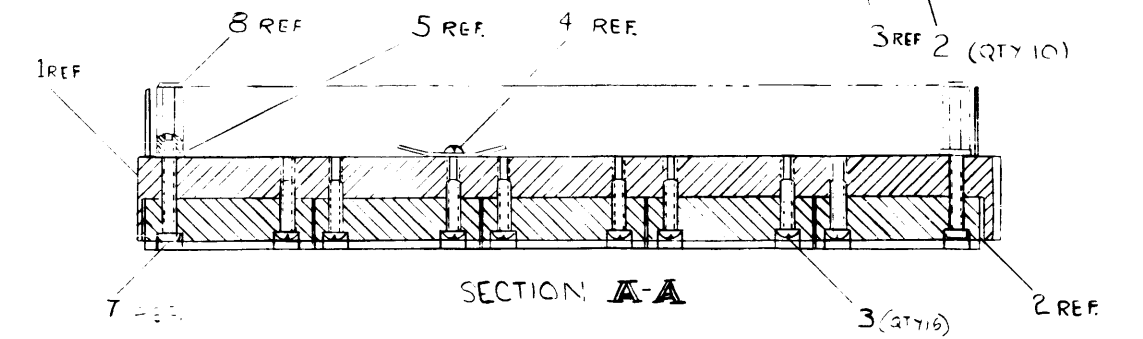 8 REF
5 REF.
4 REF.
3 REF 2 (QTY 10)
1 REF
SECTION A-A
7
3 (QTY 16)
2 REF.